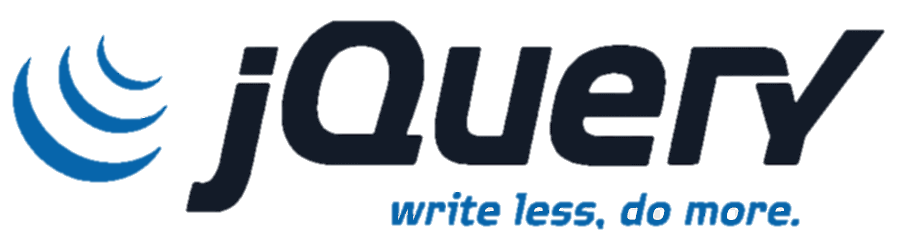 jQuery
write less, do more.